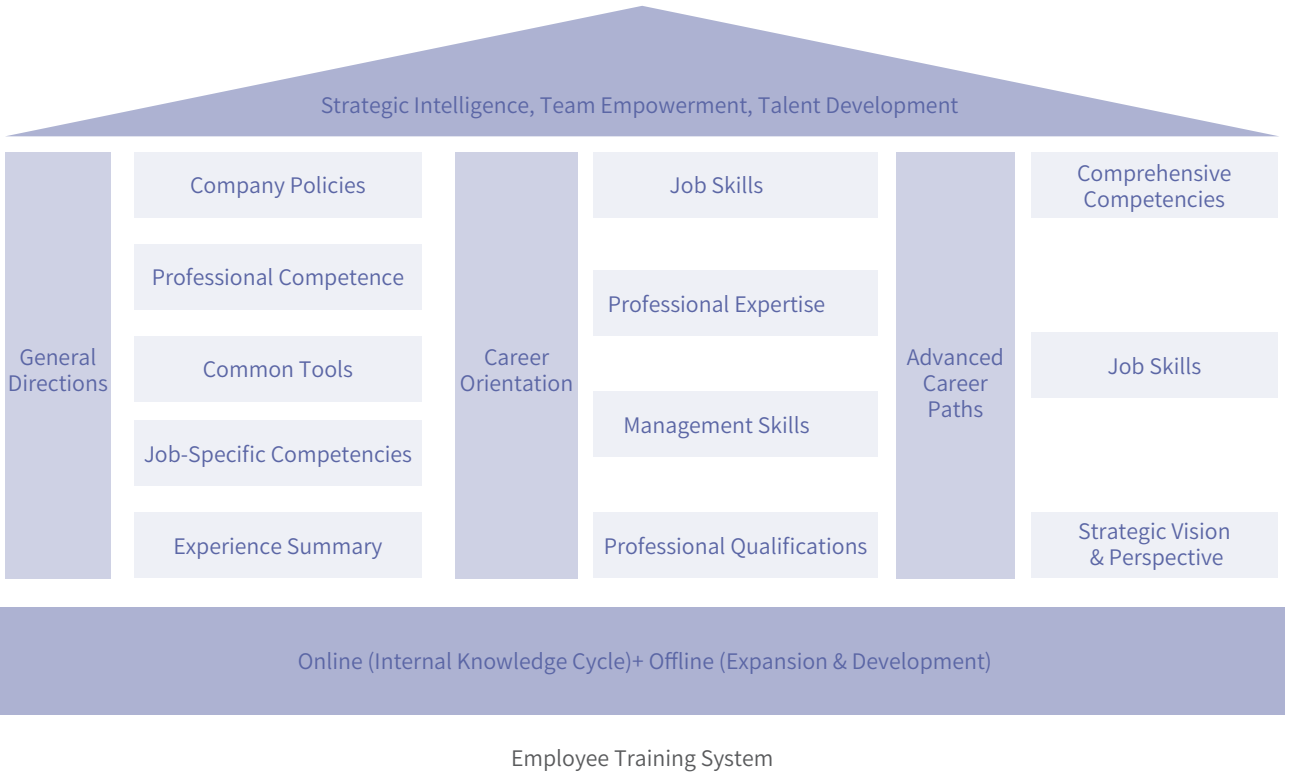 Strategic Intelligence, Team Empowerment, Talent Development
General
Directions
Company Policies
Professional Competence
Common Tools
Job-Specific Competencies
Experience Summary
Career
Orientation
Job Skills
Professional Expertise
Management Skills
Professional Qualifications
Advanced
Career
Paths
Comprehensive
Competencies
Job Skills
Strategic Vision
& Perspective
Online (Internal Knowledge Cycle)+ Offline (Expansion & Development)
Employee Training System